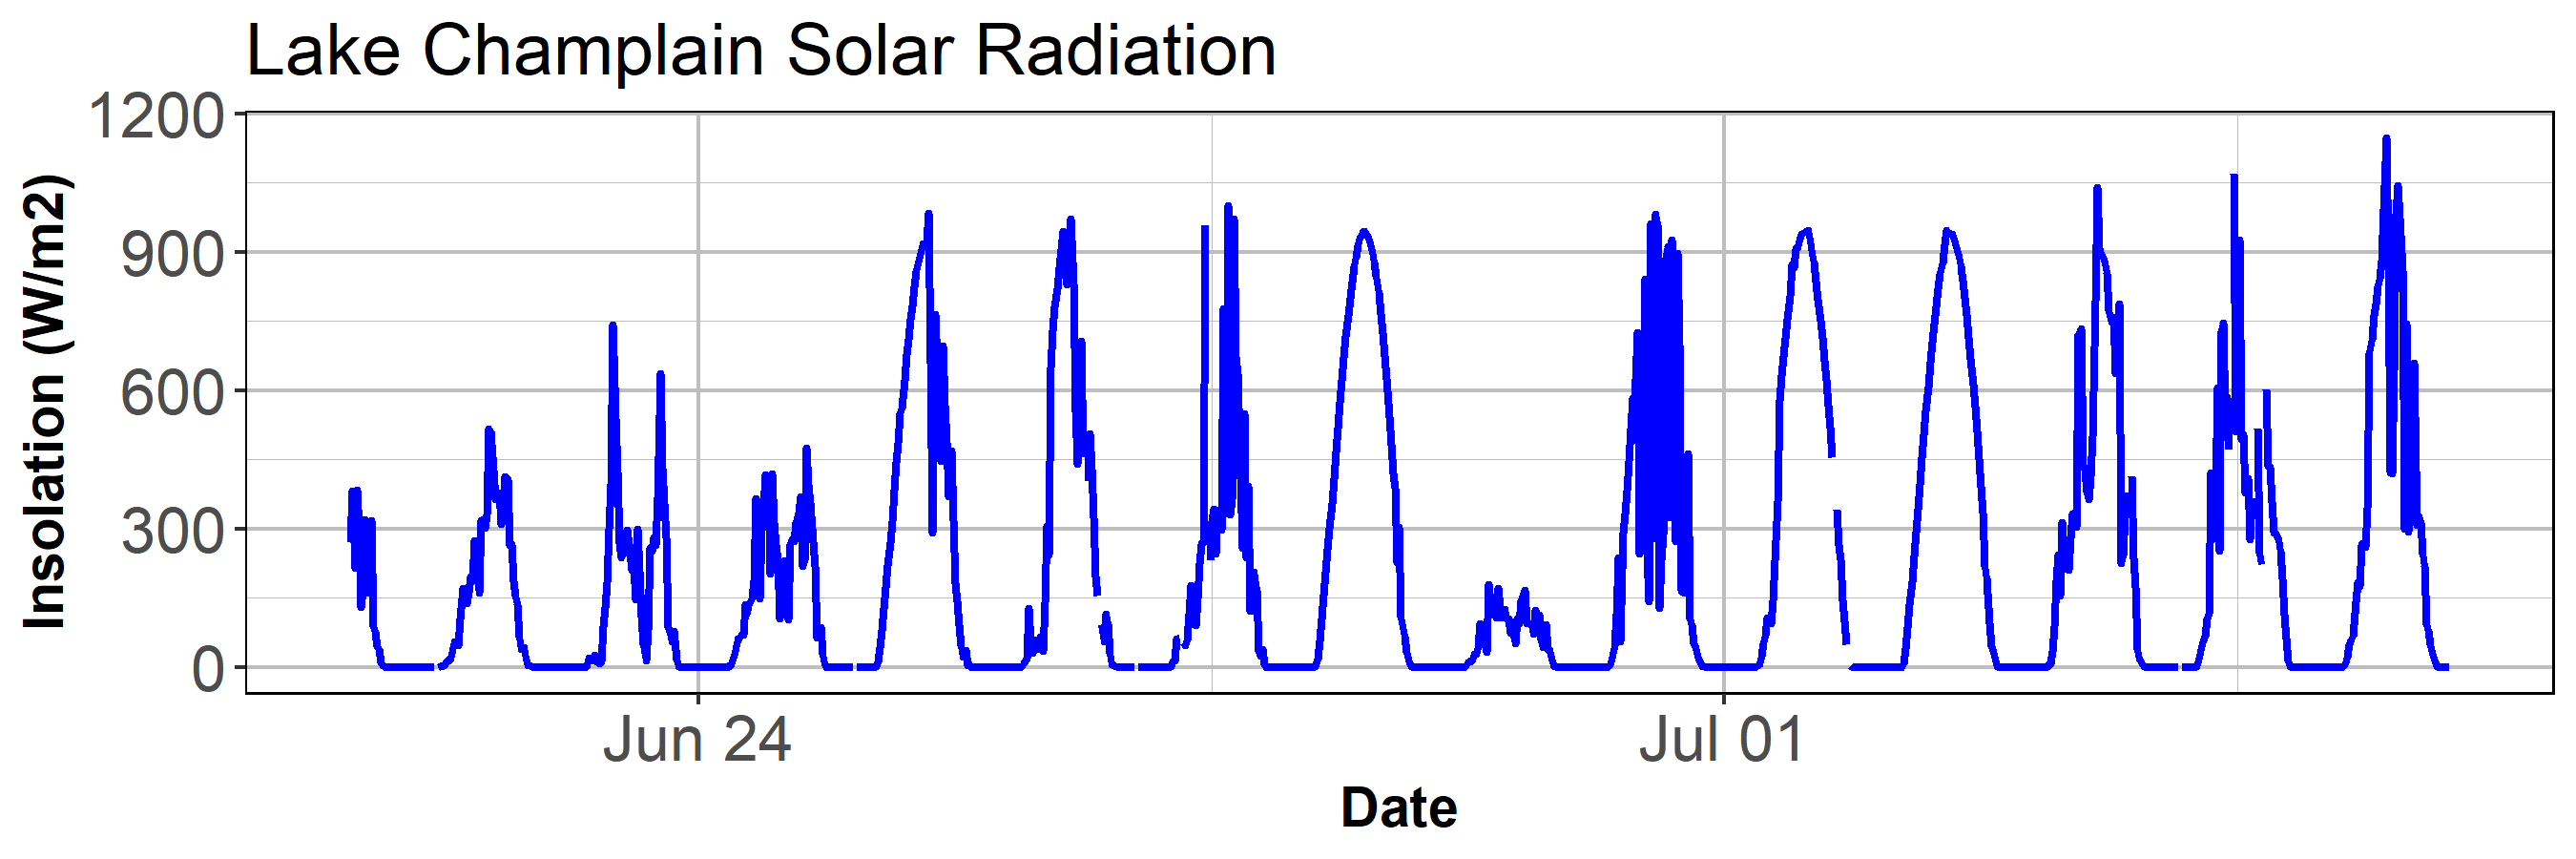 Lake Champlain Solar Radiation
1200
900
600
300
0
Insolation (W/m2)
Jun 24
Jul 01
Date